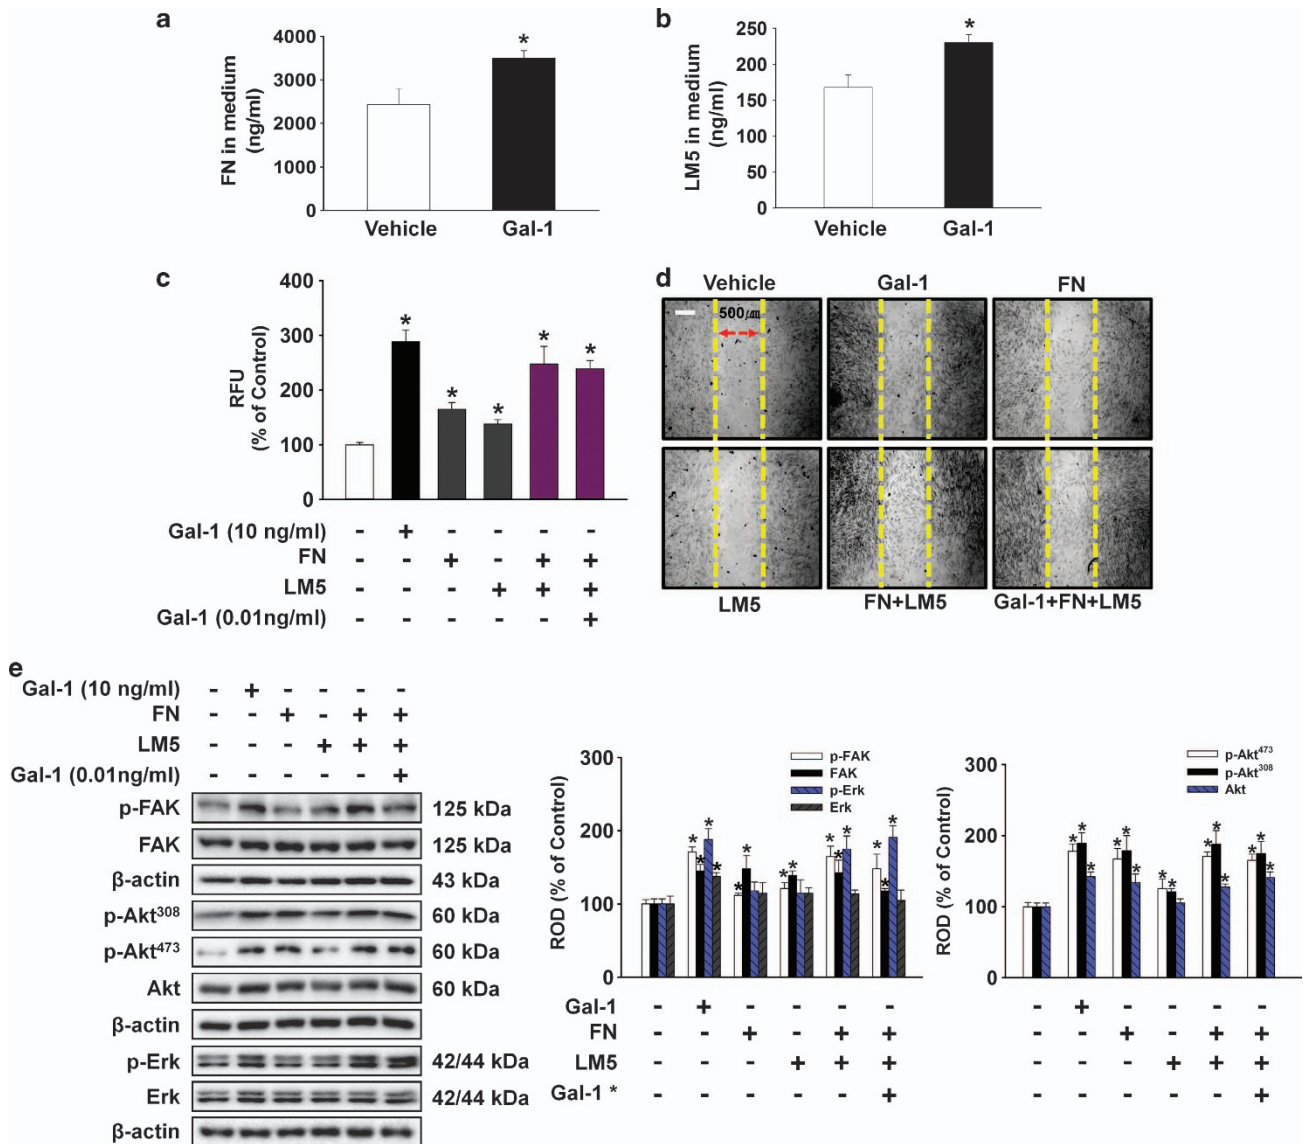 a
4000
3000
2000
1000
0
FN in medium
(ng/ml)
*
Vehicle Gal-1
b
250
200
150
100
50
0
LM5 in medium
(ng/ml)
*
Vehicle Gal-1
c
400
300
200
100
0
RFU
(% of Control)
* * * * *
Gal-1 (10 ng/ml) - + - - - -
FN - - + - + +
LM5 - - - + + +
Gal-1 (0.01ng/ml) - - - - - +
d
Vehicle Gal-1 FN
500㎛
LM5 FN+LM5 Gal-1+FN+LM5
e
Gal-1 (10 ng/ml) - + - - - -
FN - - + - + +
LM5 - - - + + +
Gal-1 (0.01ng/ml) - - - - - +
p-FAK 125 kDa
FAK 125 kDa
β-actin 43 kDa
p-Akt³⁰⁸ 60 kDa
p-Akt⁴⁷³ 60 kDa
Akt 60 kDa
β-actin
p-Erk 42/44 kDa
Erk 42/44 kDa
β-actin
300
200
100
0
ROD (% of Control)
p-FAK
FAK
p-Erk
Erk
* * * * * * * * * * * * * *
Gal-1 - + - - - -
FN - - + - + +
LM5 - - - + + +
Gal-1 * - - - - - +
300
200
100
0
ROD (% of Control)
p-Akt⁴⁷³
p-Akt³⁰⁸
Akt
* * * * * * * * * * * * * *
- + - - - -
- - + - + +
- - - + + +
- - - - - +